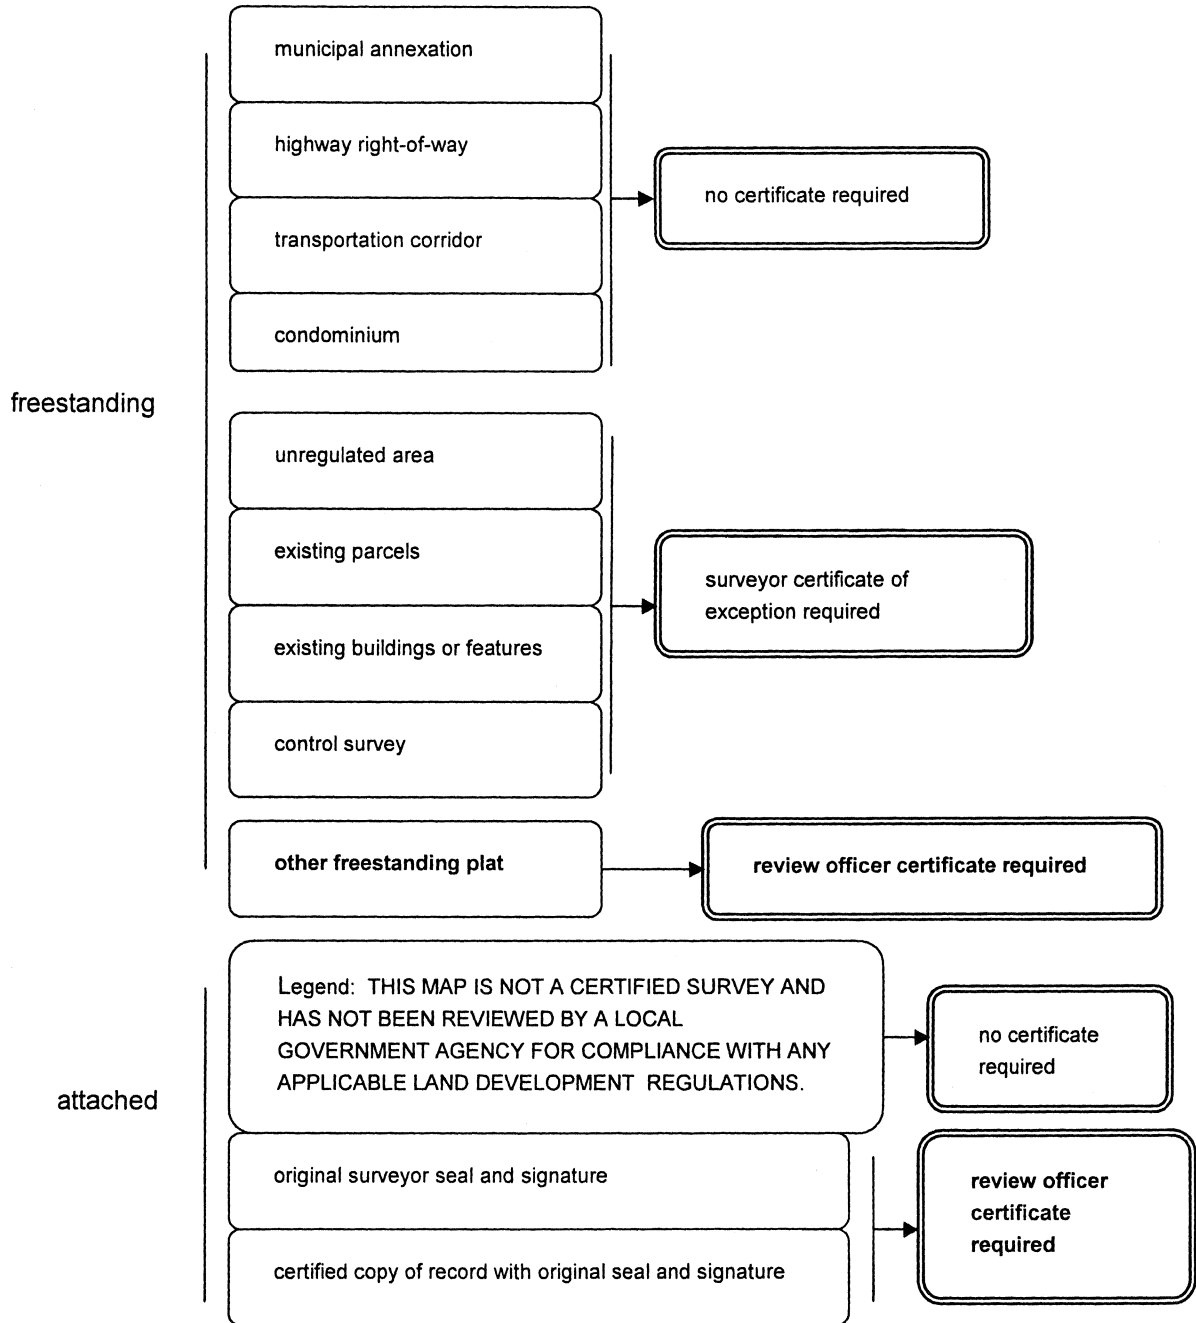 municipal annexation
highway right-of-way
transportation corridor
condominium
no certificate required
freestanding
unregulated area
existing parcels
existing buildings or features
control survey
surveyor certificate of
exception required
other freestanding plat
review officer certificate required
attached
Legend: THIS MAP IS NOT A CERTIFIED SURVEY AND
HAS NOT BEEN REVIEWED BY A LOCAL
GOVERNMENT AGENCY FOR COMPLIANCE WITH ANY
APPLICABLE LAND DEVELOPMENT REGULATIONS.
no certificate
required
original surveyor seal and signature
certified copy of record with original seal and signature
review officer
certificate
required